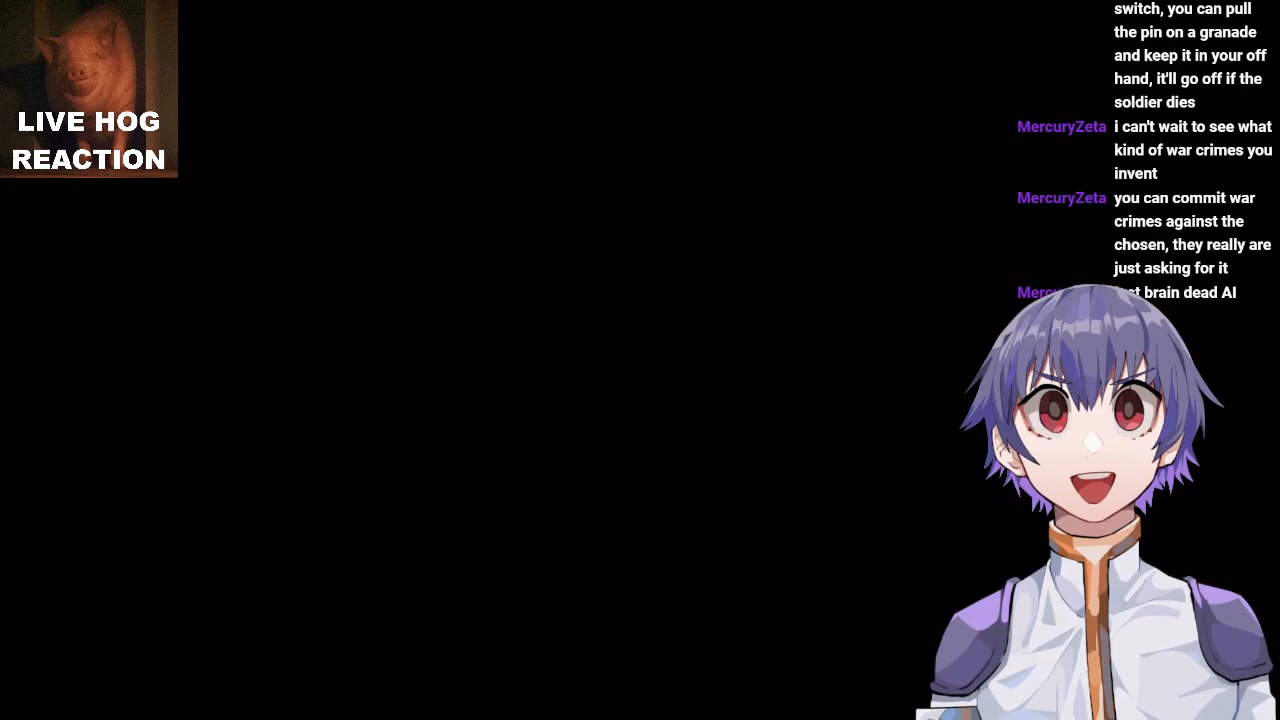 LIVE HOG
REACTION
switch, you can pull
the pin on a granade
and keep it in your off
hand, it'll go off if the
soldier dies
MercuryZeta i can't wait to see what
kind of war crimes you
invent
MercuryZeta you can commit war
crimes against the
chosen, they really are
just asking for it
brain dead AI